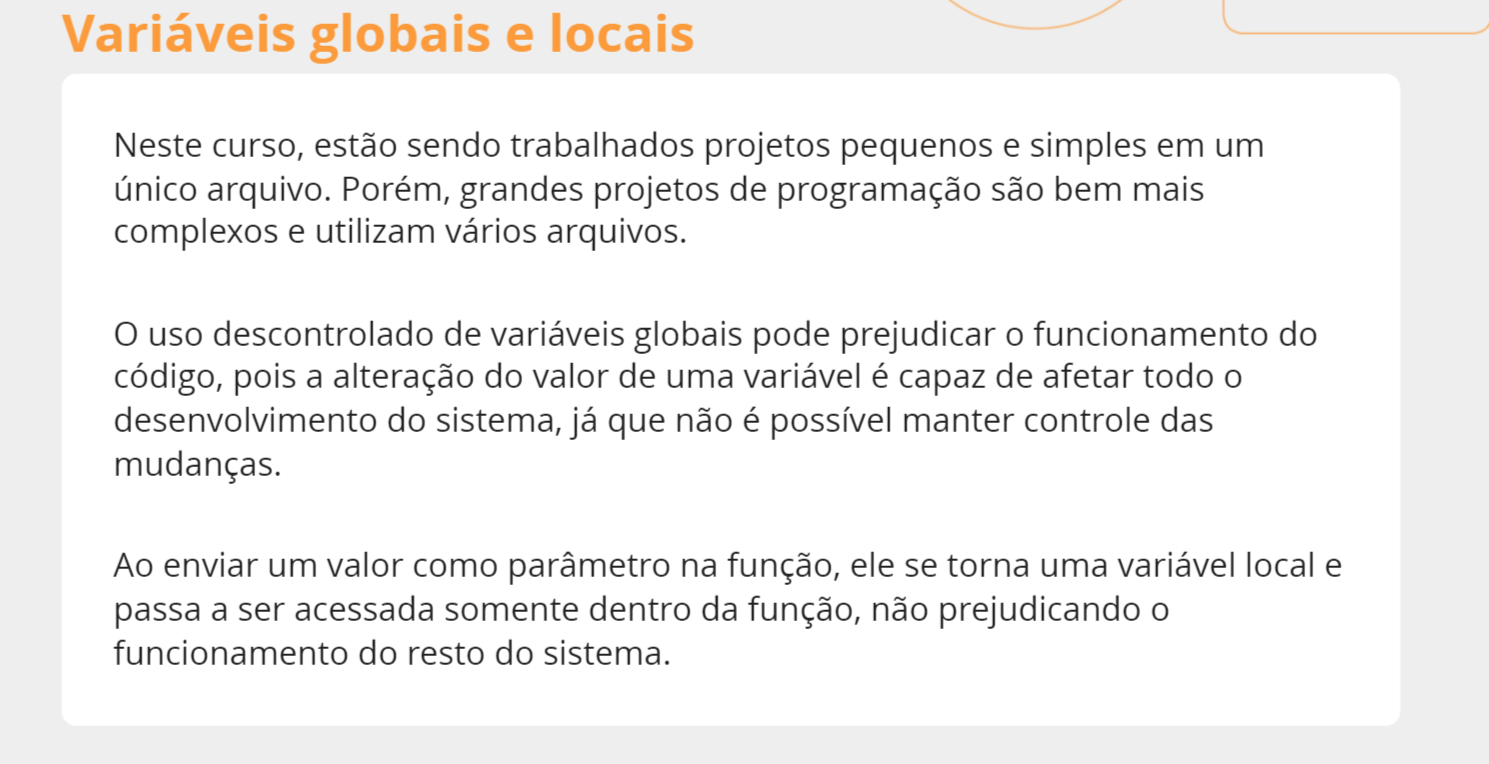 Variáveis globais e locais
Neste curso, estão sendo trabalhados projetos pequenos e simples em um
único arquivo. Porém, grandes projetos de programação são bem mais
complexos e utilizam vários arquivos.
O uso descontrolado de variáveis globais pode prejudicar o funcionamento do
código, pois a alteração do valor de uma variável é capaz de afetar todo o
desenvolvimento do sistema, já que não é possível manter controle das
mudanças.
Ao enviar um valor como parâmetro na função, ele se torna uma variável local e
passa a ser acessada somente dentro da função, não prejudicando o
funcionamento do resto do sistema.